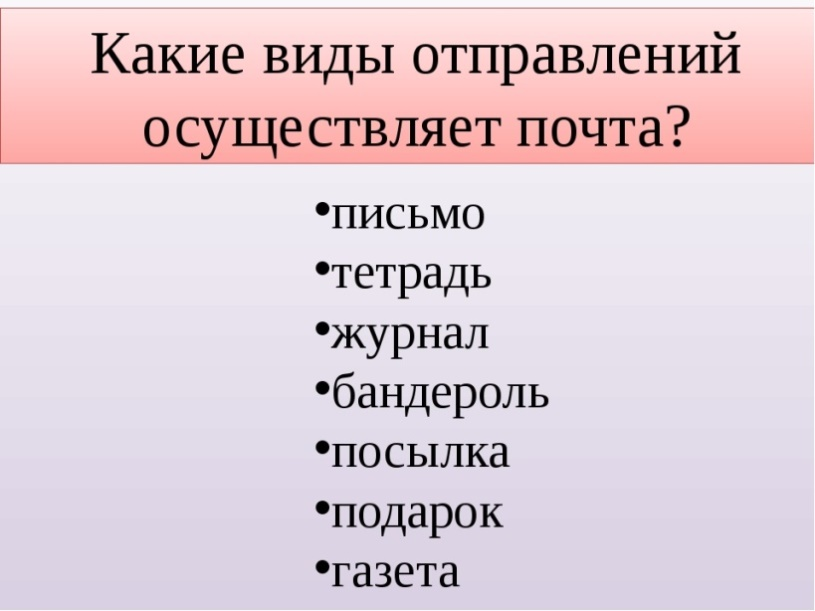 Какие виды отправлений
осуществляет почта?
•письмо
•тетрадь
•журнал
•бандероль
•посылка
•подарок
•газета